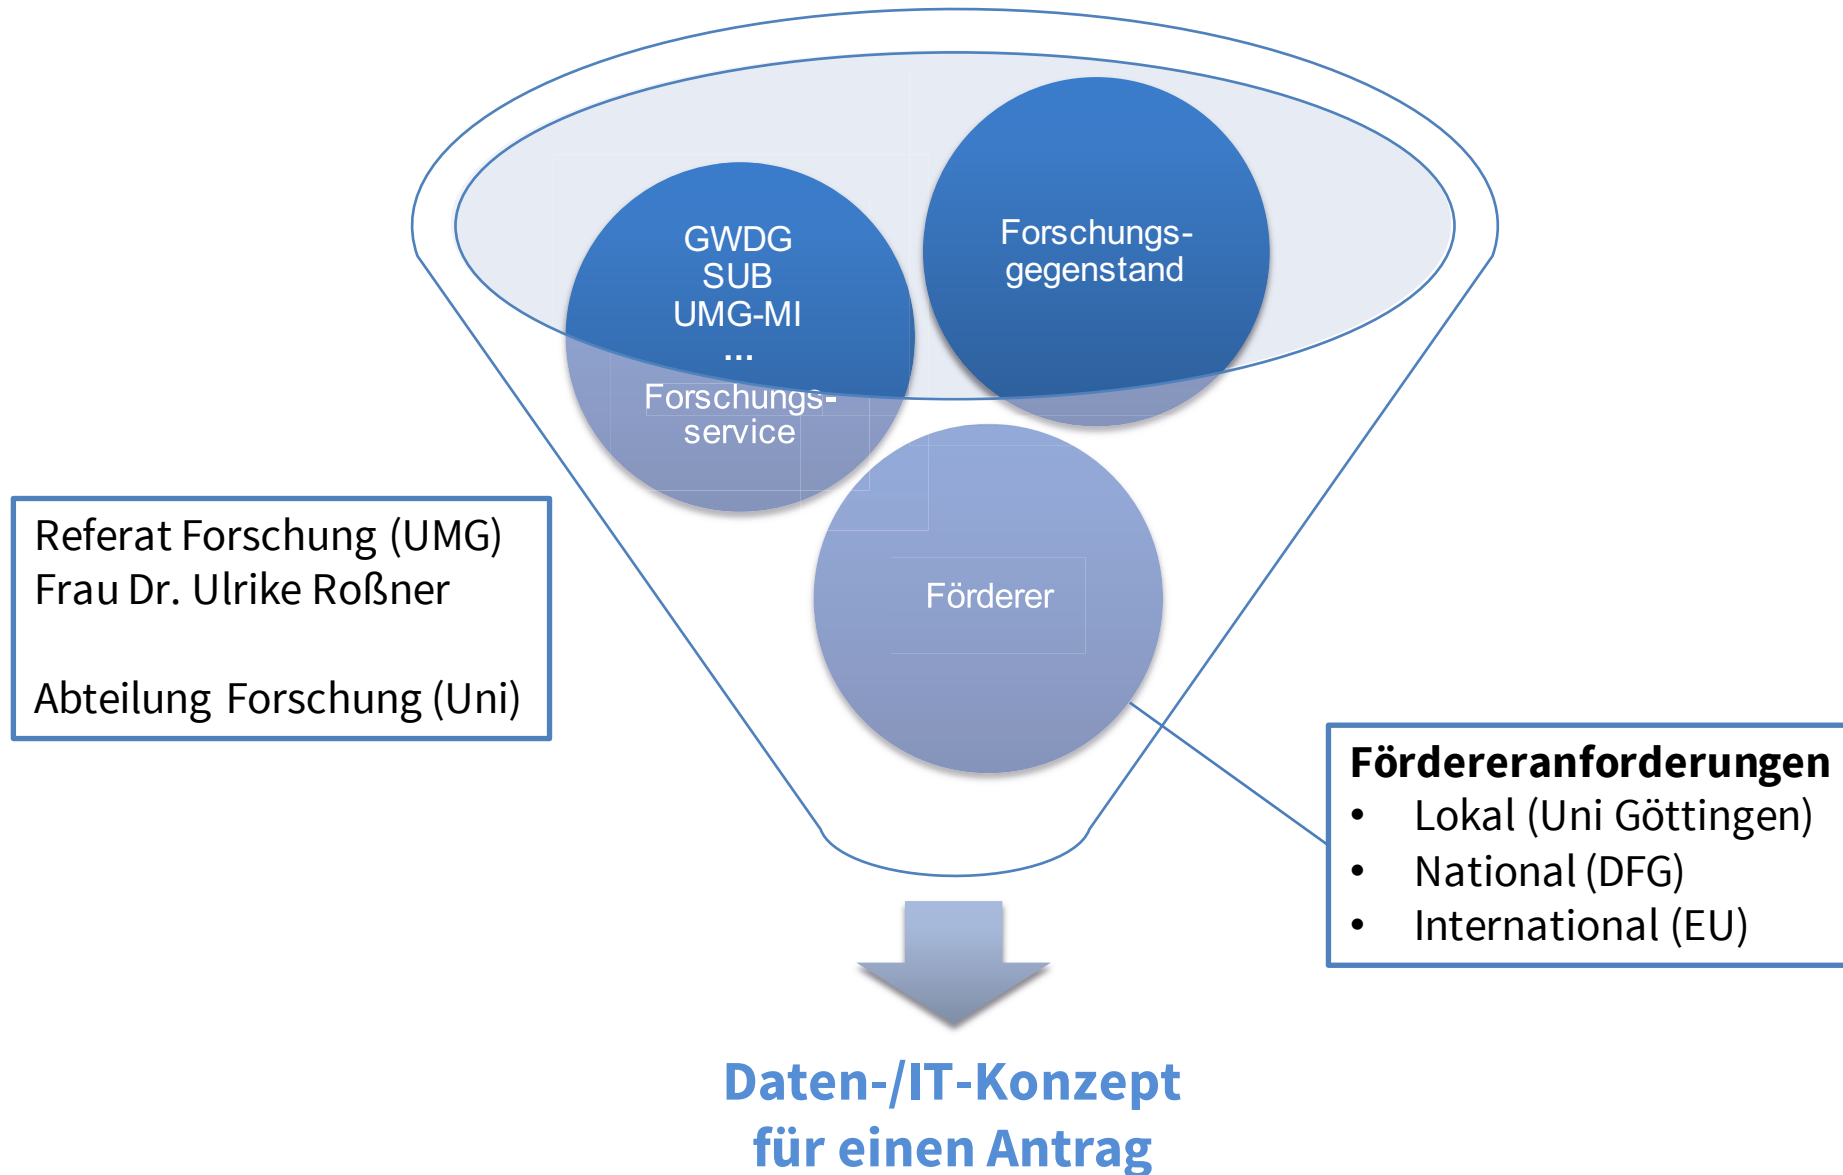 GWDG
SUB
UMG-MI
...
Forschungs-
service
Forschungs-
gegenstand
Förderer
Referat Forschung (UMG)
Frau Dr. Ulrike Roßner
Abteilung Forschung (Uni)
Fördereranforderungen
• Lokal (Uni Göttingen)
• National (DFG)
• International (EU)
Daten-/IT-Konzept
für einen Antrag